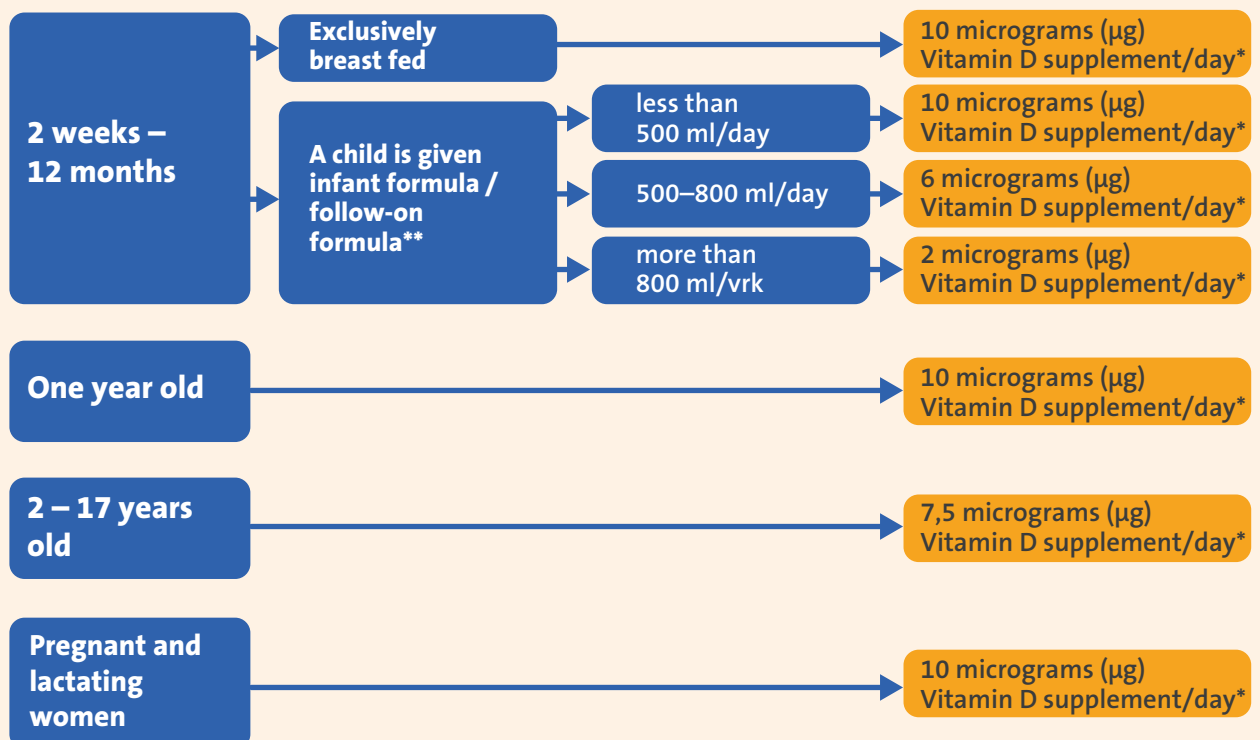 2 weeks –
12 months
Exclusively
breast fed
10 micrograms (µg)
Vitamin D supplement/day*
A child is given
infant formula /
follow-on
formula**
less than
500 ml/day
10 micrograms (µg)
Vitamin D supplement/day*
500–800 ml/day
6 micrograms (µg)
Vitamin D supplement/day*
more than
800 ml/vrk
2 micrograms (µg)
Vitamin D supplement/day*
One year old
10 micrograms (µg)
Vitamin D supplement/day*
2 – 17 years
old
7,5 micrograms (µg)
Vitamin D supplement/day*
Pregnant and
lactating
women
10 micrograms (µg)
Vitamin D supplement/day*